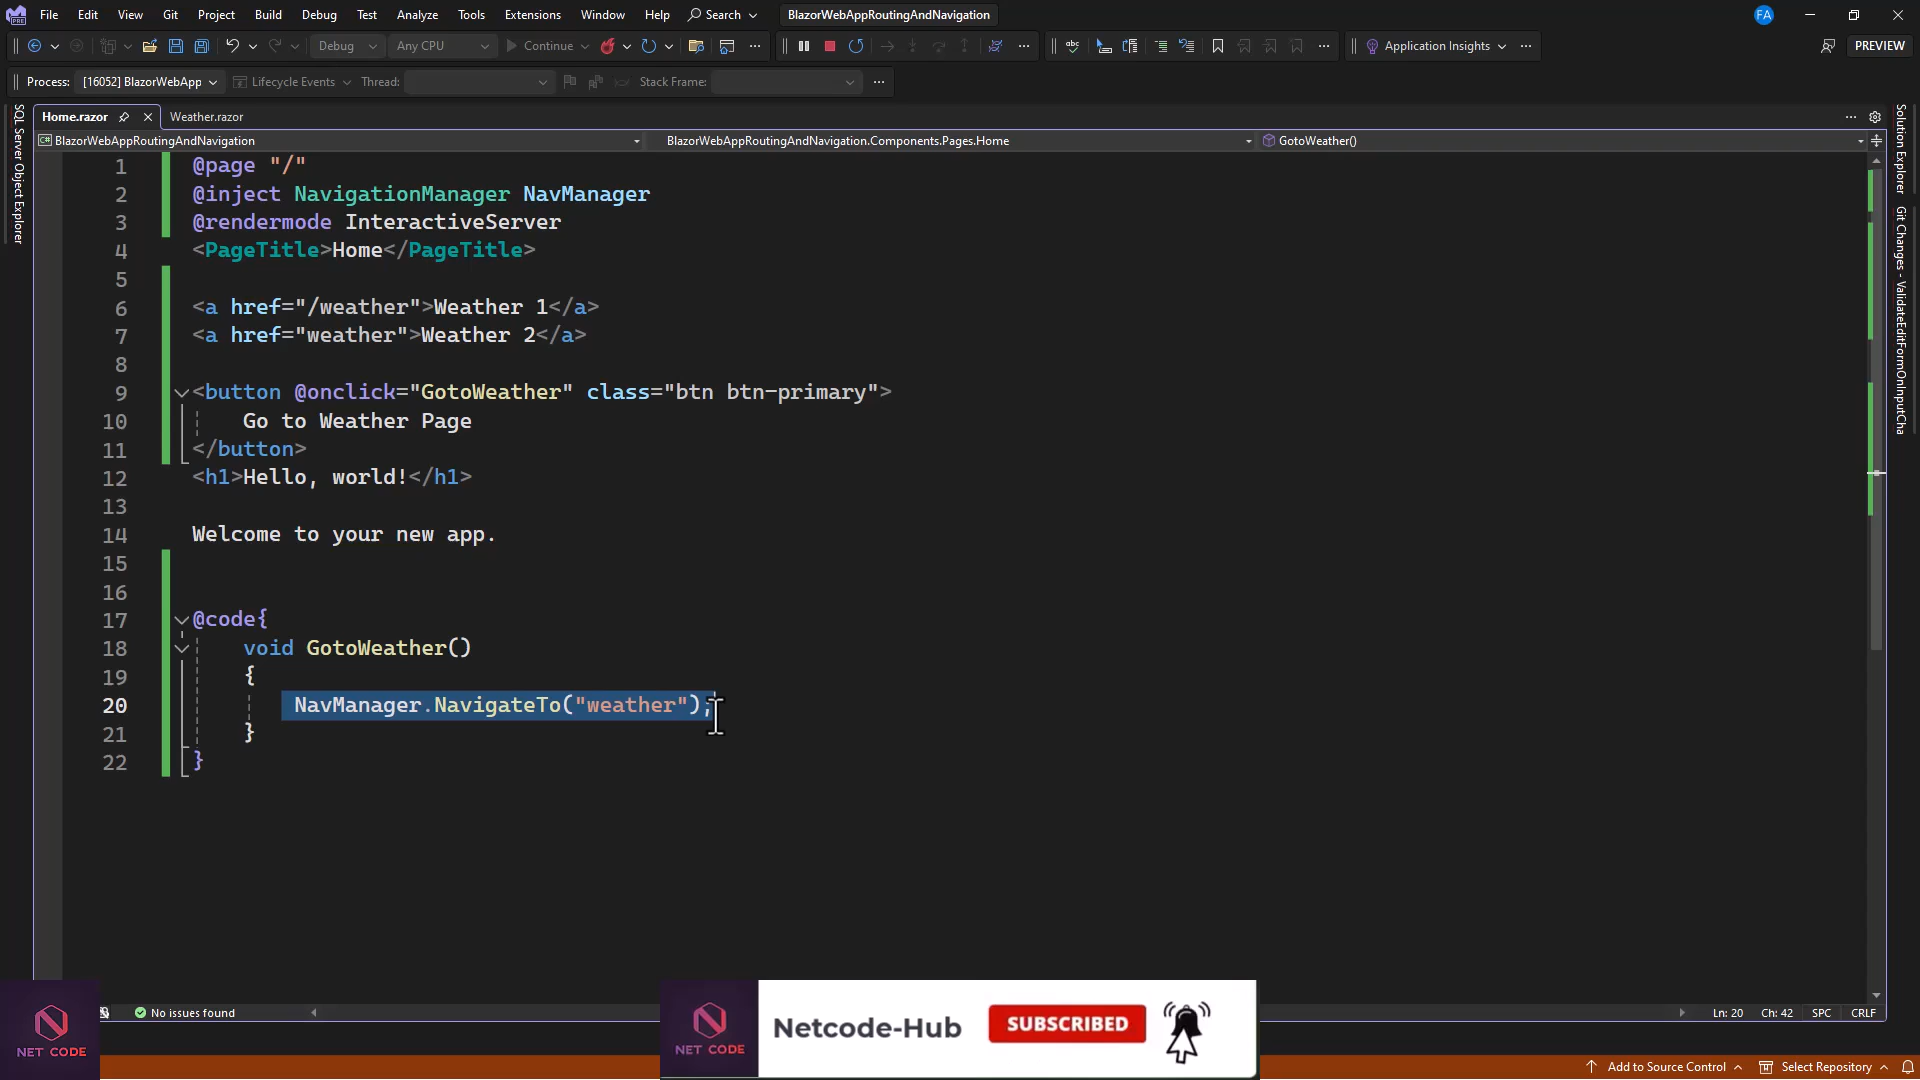 File Edit View Git Project Build Debug Test Analyze Tools Extensions Window Help Search BlazorWebAppRoutingAndNavigation FA
Debug Any CPU Continue Application Insights PREVIEW
Process: [16052] BlazorWebApp Lifecycle Events Thread: Stack Frame:
Home.razor Weather.razor
BlazorWebAppRoutingAndNavigation BlazorWebAppRoutingAndNavigation.Components.Pages.Home GotoWeather()
SQL Server Object Explorer
Solution Explorer
Git Changes - ValidateEditFormOnInputCha
1 @page "/"
2 @inject NavigationManager NavManager
3 @rendermode InteractiveServer
4 <PageTitle>Home</PageTitle>
5
6 <a href="/weather">Weather 1</a>
7 <a href="weather">Weather 2</a>
8
9 <button @onclick="GotoWeather" class="btn btn-primary">
10 Go to Weather Page
11 </button>
12 <h1>Hello, world!</h1>
13
14 Welcome to your new app.
15
16
17 @code{
18 void GotoWeather()
19 {
20 NavManager.NavigateTo("weather");
21 }
22 }
No issues found Ln: 20 Ch: 42 SPC CRLF
NET CODE
NET CODE
Netcode-Hub SUBSCRIBED
Add to Source Control Select Repository